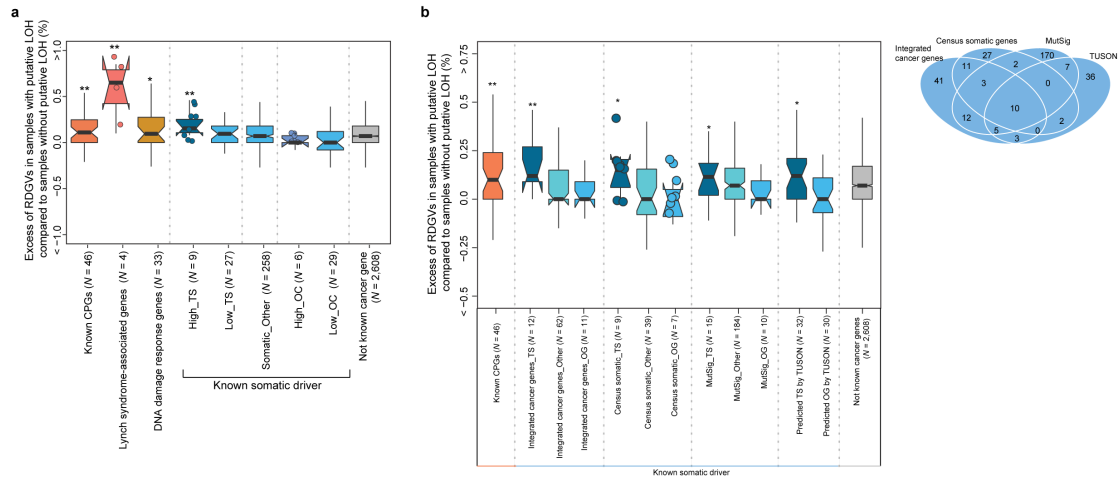 a
Excess of RDGVs in samples with putative LOH
compared to samples without putative LOH (%)
>1.0
0.5
0.0
0.5
< −1.0
**
**
*
**
Known CPGs (N = 46)
Lynch syndrome-associated genes (N = 4)
DNA damage response genes (N = 33)
High_TS (N = 9)
Low_TS (N = 27)
Somatic_Other (N = 258)
High_OC (N = 6)
Low_OC (N = 29)
Not known cancer gene
(N = 2,608)
Known somatic driver
b
Excess of RDGVs in samples with putative LOH
compared to samples without putative LOH (%)
>0.75
0.5
0.25
0.0
−0.25
< −0.5
**
**
*
*
*
Known CPGs (N = 46)
Integrated cancer genes_TS (N = 12)
Integrated cancer genes_Other (N = 62)
Integrated cancer genes_OG (N = 11)
Census somatic_TS (N = 9)
Census somatic_Other (N = 39)
Census somatic_OG (N = 7)
MutSig_TS (N = 15)
MutSig_Other (N = 184)
MutSig_OG (N = 10)
Predicted TS by TUSON (N = 32)
Predicted OG by TUSON (N = 30)
Not known cancer genes
(N = 2,608)
Known somatic driver
Census somatic genes
MutSig
Integrated
cancer genes
TUSON
27
170
11
2
7
41
3
0
36
10
12
2
5
0
3